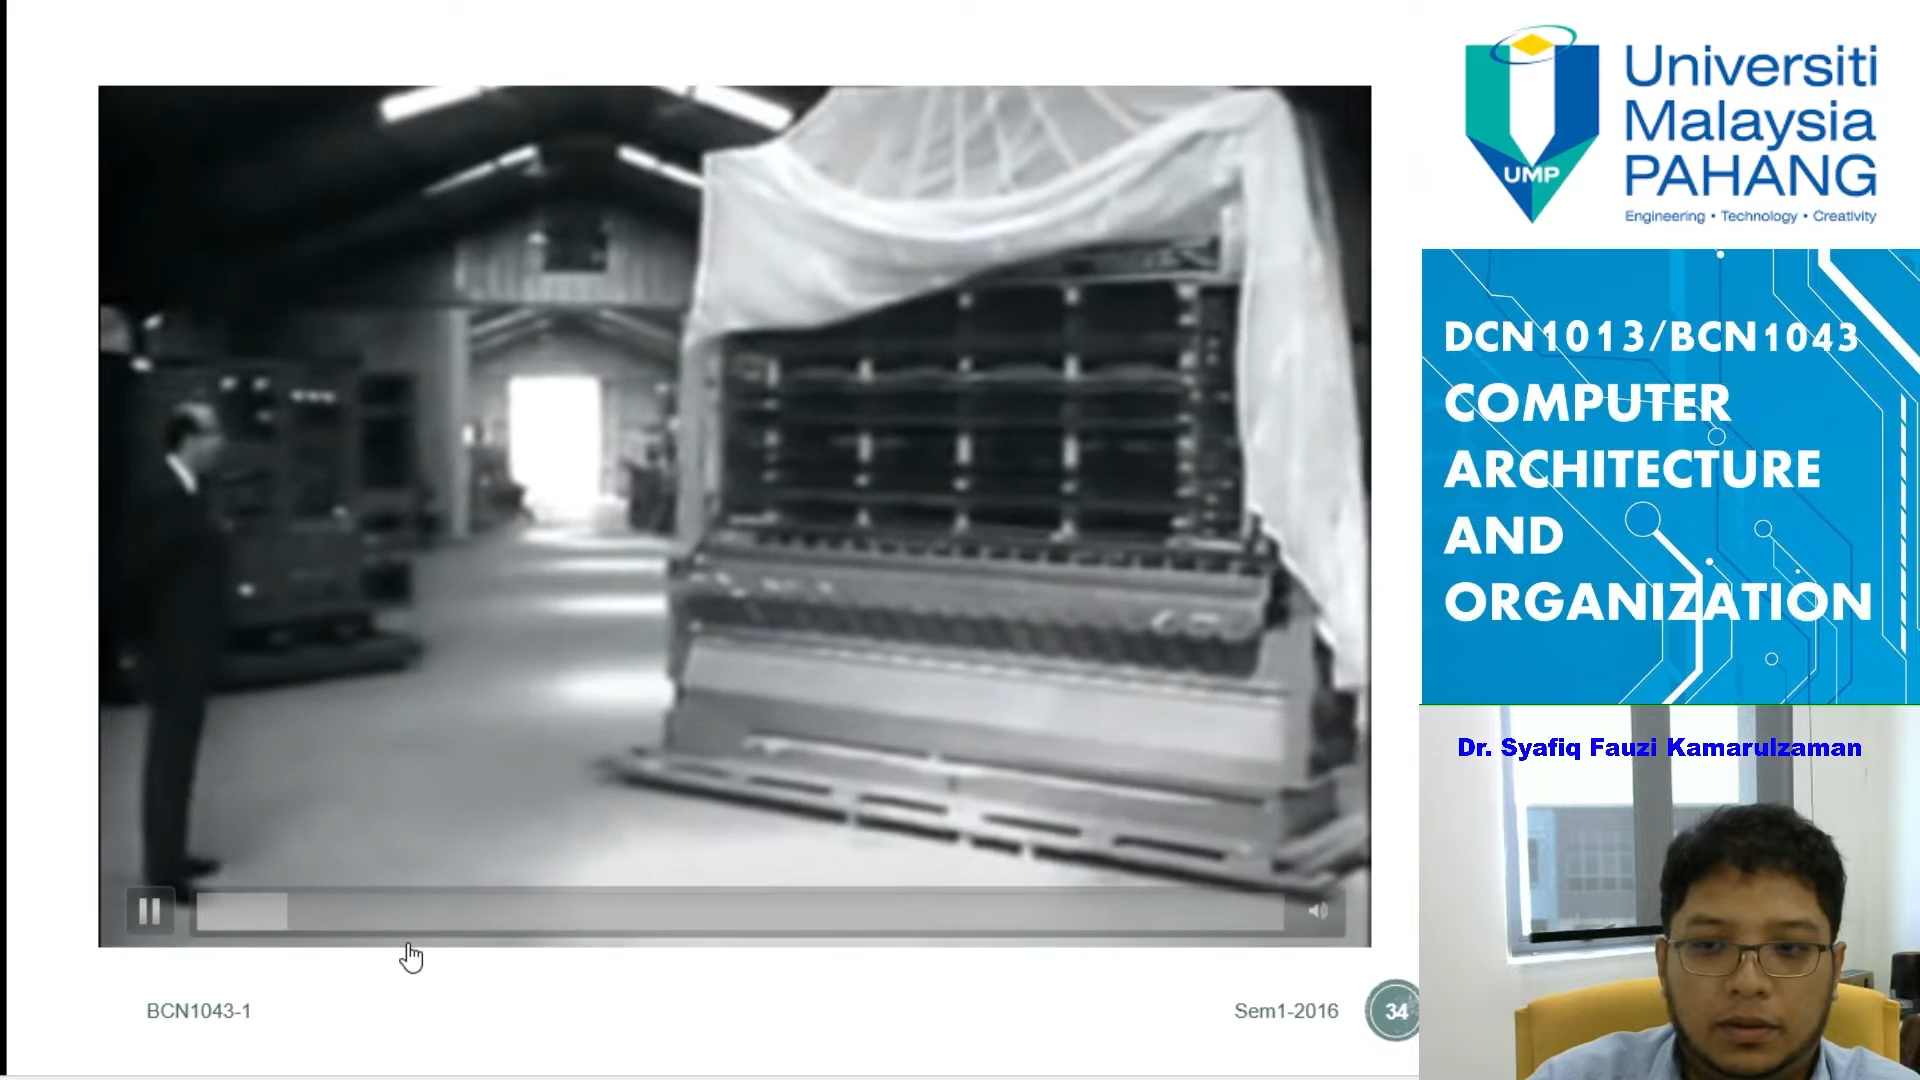 Universiti
Malaysia
PAHANG
Engineering • Technology • Creativity
UMP
DCN1013/BCN1043
COMPUTER
ARCHITECTURE
AND
ORGANIZATION
Dr. Syafiq Fauzi Kamarulzaman
BCN1043-1
Sem1-2016
34